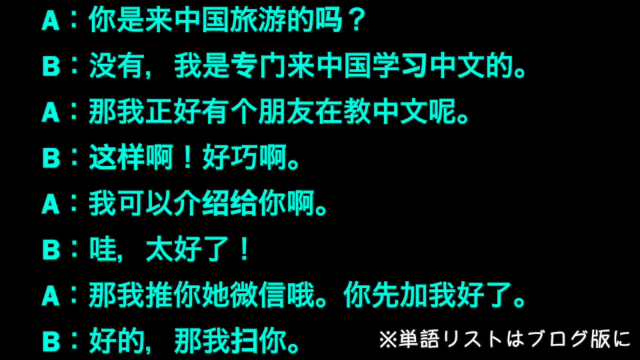 A：你是来中国旅游的吗？
B：没有，我是专门来中国学习中文的。
A：那我正好有个朋友在教中文呢。
B：这样啊！好巧啊。
A：我可以介绍给你啊。
B：哇，太好了！
A：那我推你她微信哦。你先加我好了。
B：好的，那我扫你。
※単語リストはブログ版に